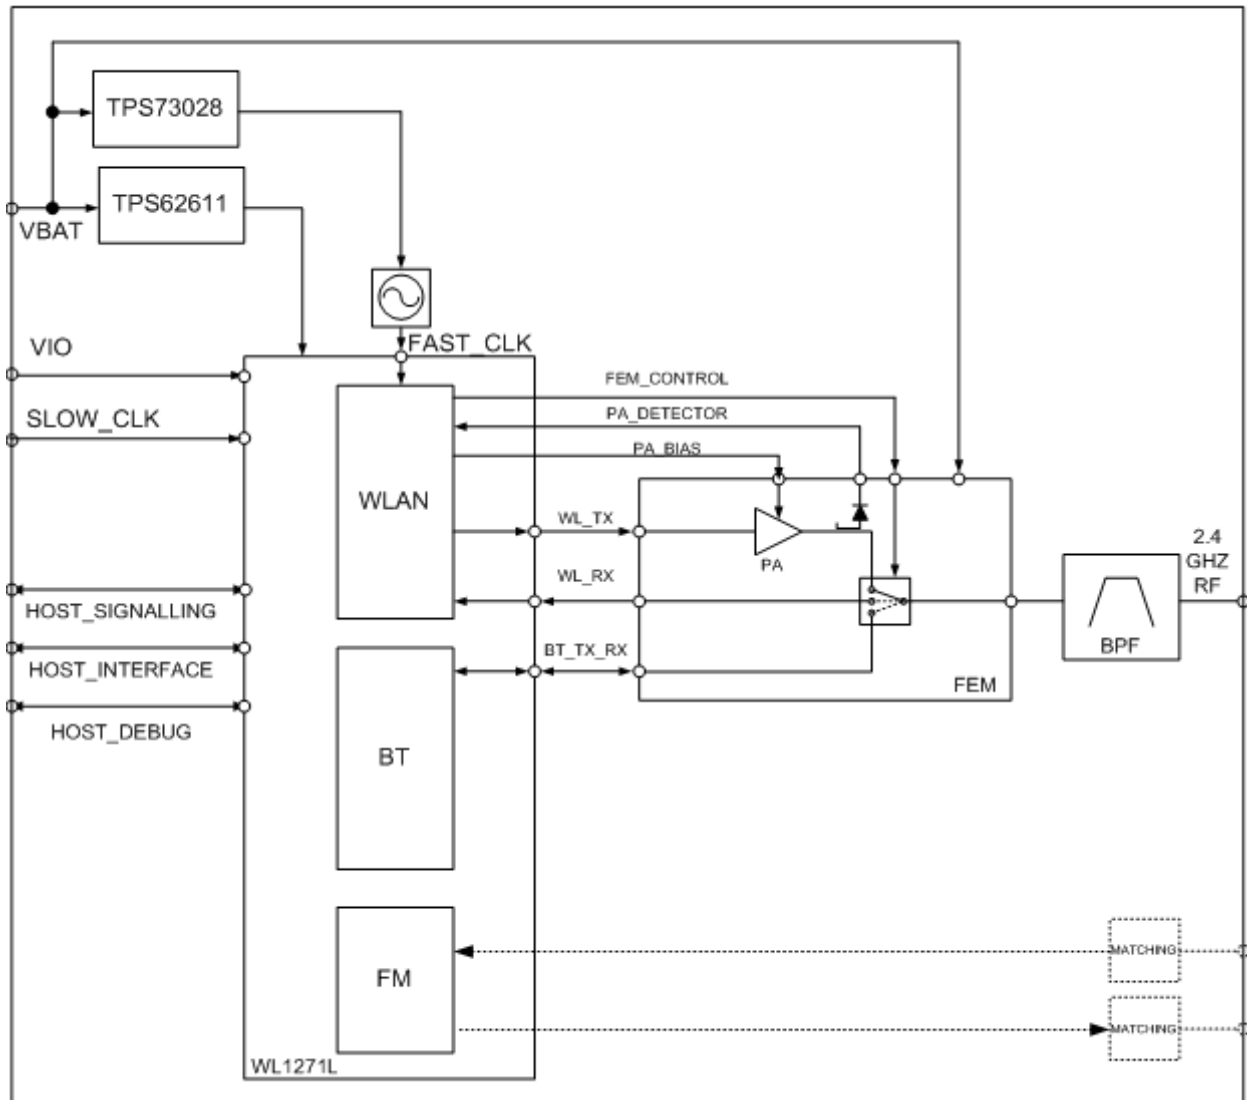 TPS73028
TPS62611
VBAT
FAST_CLK
VIO
SLOW_CLK
FEM_CONTROL
PA_DETECTOR
PA_BIAS
WLAN
WL_TX
PA
WL_RX
2.4
GHZ
RF
BPF
HOST_SIGNALLING
HOST_INTERFACE
HOST_DEBUG
BT_TX_RX
FEM
BT
MATCHING
FM
MATCHING
WL1271L